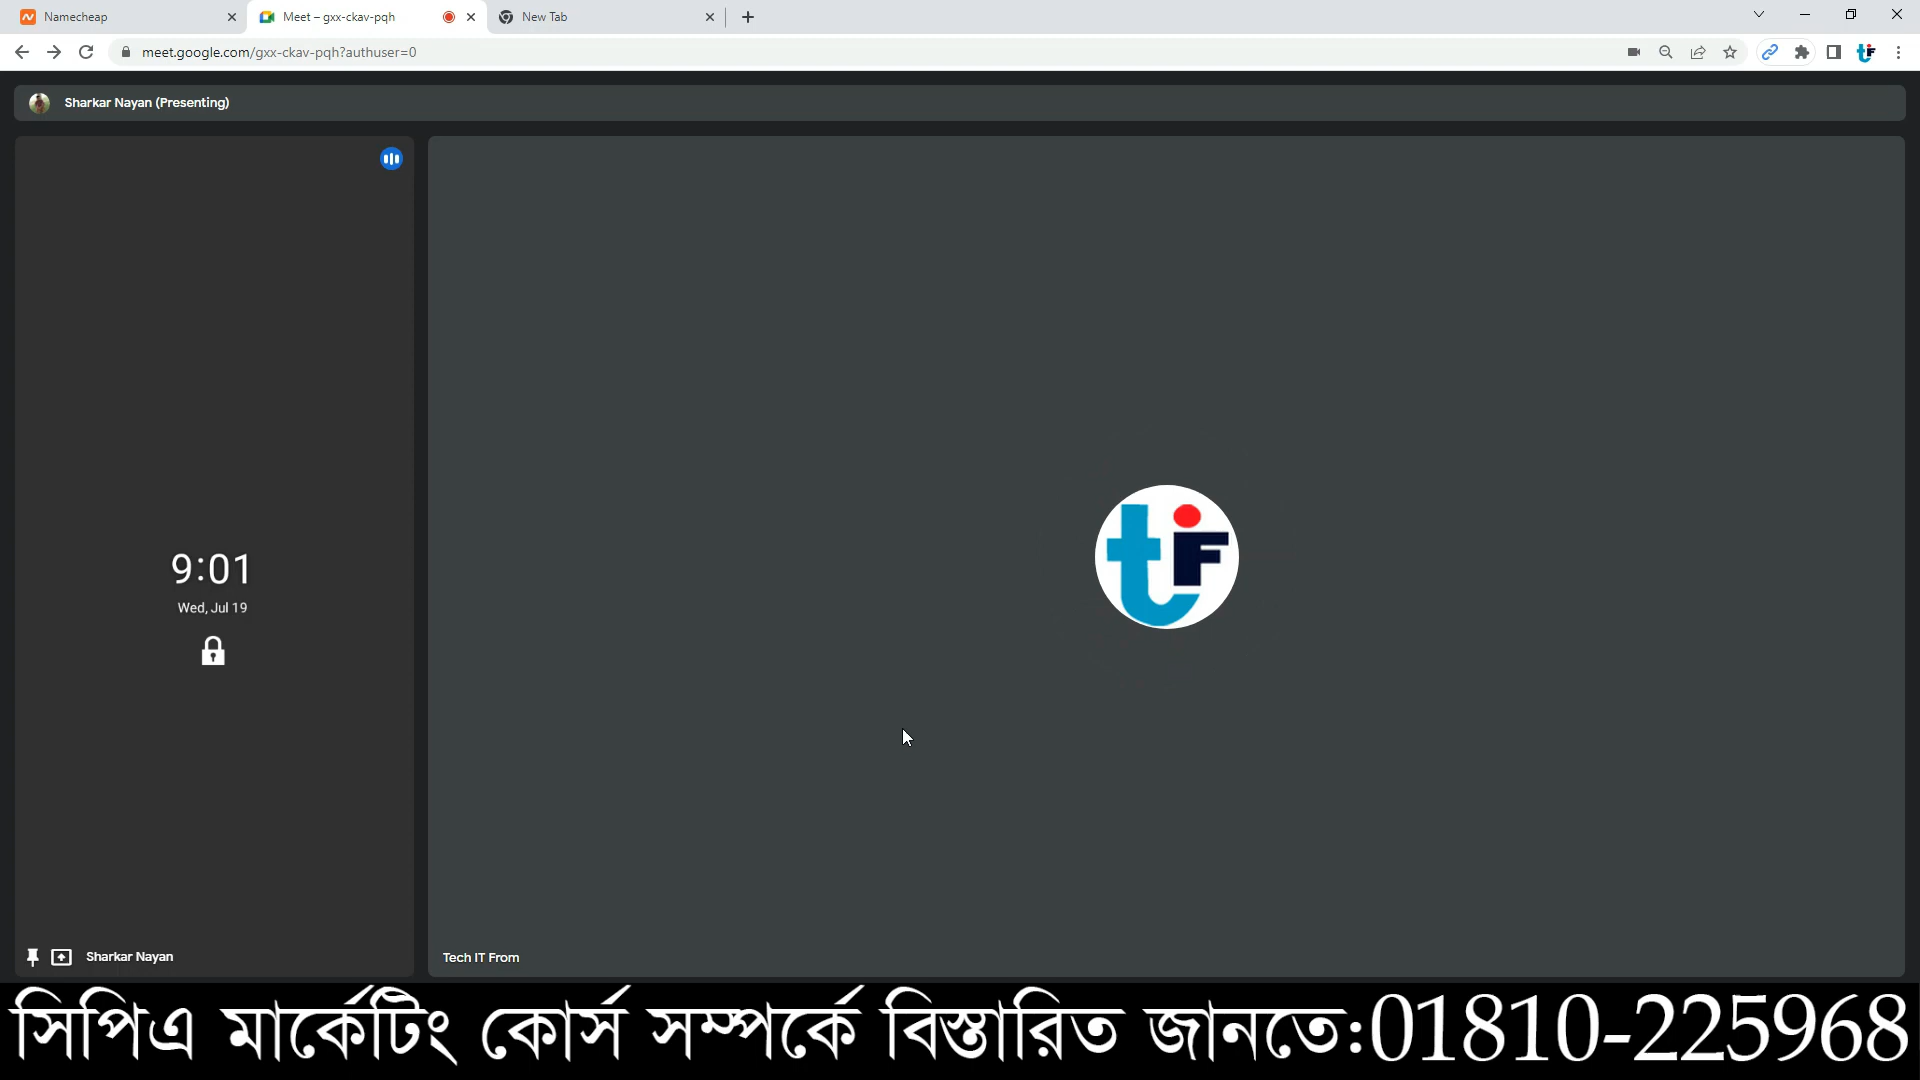 Namecheap
Meet – gxx-ckav-pqh
New Tab
meet.google.com/gxx-ckav-pqh?authuser=0
Sharkar Nayan (Presenting)
9:01
Wed, Jul 19
Sharkar Nayan
tiF
Tech IT From
সিপিএ মার্কেটিং কোর্স সম্পর্কে বিস্তারিত জানতে:01810-225968